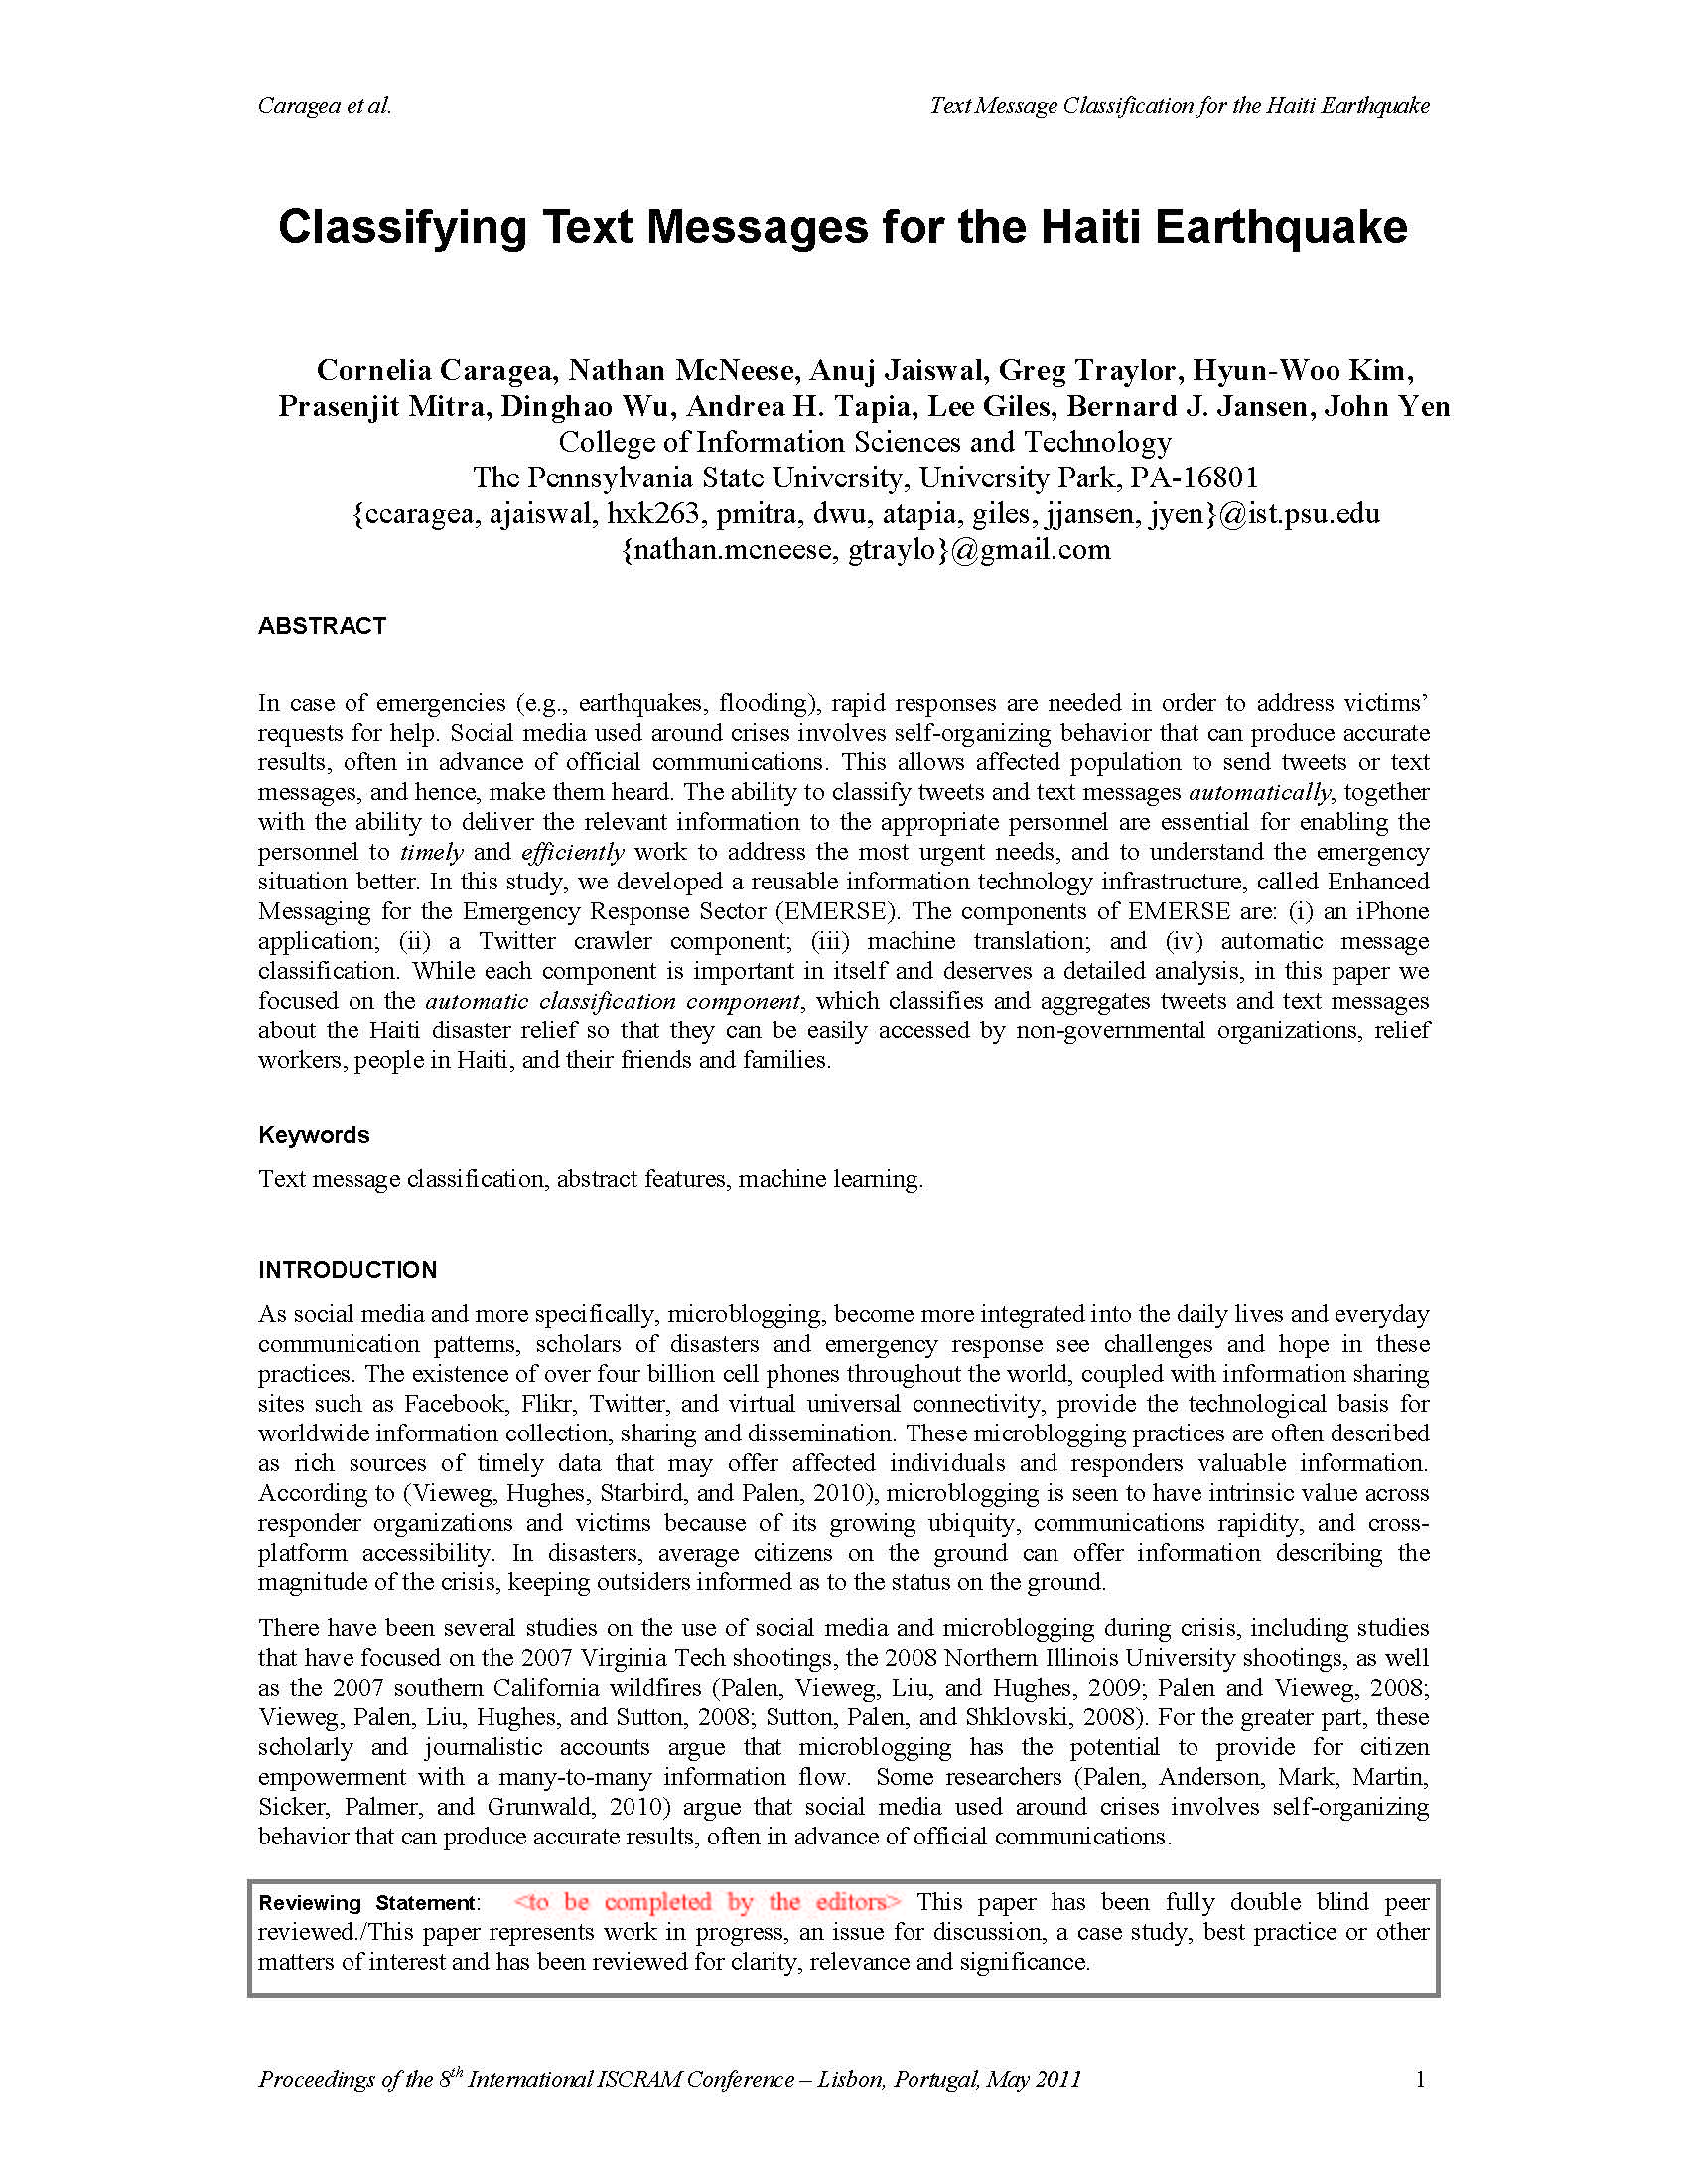 Caragea et al. Text Message Classification for the Haiti Earthquake
Classifying Text Messages for the Haiti Earthquake
Cornelia Caragea, Nathan McNeese, Anuj Jaiswal, Greg Traylor, Hyun-Woo Kim,
Prasenjit Mitra, Dinghao Wu, Andrea H. Tapia, Lee Giles, Bernard J. Jansen, John Yen
College of Information Sciences and Technology
The Pennsylvania State University, University Park, PA-16801
{ccaragea, ajaiswal, hxk263, pmitra, dwu, atapia, giles, jjansen, jyen}@ist.psu.edu
{nathan.mcneese, gtraylo}@gmail.com
ABSTRACT
In case of emergencies (e.g., earthquakes, flooding), rapid responses are needed in order to address victims’
requests for help. Social media used around crises involves self-organizing behavior that can produce accurate
results, often in advance of official communications. This allows affected population to send tweets or text
messages, and hence, make them heard. The ability to classify tweets and text messages automatically, together
with the ability to deliver the relevant information to the appropriate personnel are essential for enabling the
personnel to timely and efficiently work to address the most urgent needs, and to understand the emergency
situation better. In this study, we developed a reusable information technology infrastructure, called Enhanced
Messaging for the Emergency Response Sector (EMERSE). The components of EMERSE are: (i) an iPhone
application; (ii) a Twitter crawler component; (iii) machine translation; and (iv) automatic message
classification. While each component is important in itself and deserves a detailed analysis, in this paper we
focused on the automatic classification component, which classifies and aggregates tweets and text messages
about the Haiti disaster relief so that they can be easily accessed by non-governmental organizations, relief
workers, people in Haiti, and their friends and families.
Keywords
Text message classification, abstract features, machine learning.
INTRODUCTION
As social media and more specifically, microblogging, become more integrated into the daily lives and everyday
communication patterns, scholars of disasters and emergency response see challenges and hope in these
practices. The existence of over four billion cell phones throughout the world, coupled with information sharing
sites such as Facebook, Flikr, Twitter, and virtual universal connectivity, provide the technological basis for
worldwide information collection, sharing and dissemination. These microblogging practices are often described
as rich sources of timely data that may offer affected individuals and responders valuable information.
According to (Vieweg, Hughes, Starbird, and Palen, 2010), microblogging is seen to have intrinsic value across
responder organizations and victims because of its growing ubiquity, communications rapidity, and cross-
platform accessibility. In disasters, average citizens on the ground can offer information describing the
magnitude of the crisis, keeping outsiders informed as to the status on the ground.
There have been several studies on the use of social media and microblogging during crisis, including studies
that have focused on the 2007 Virginia Tech shootings, the 2008 Northern Illinois University shootings, as well
as the 2007 southern California wildfires (Palen, Vieweg, Liu, and Hughes, 2009; Palen and Vieweg, 2008;
Vieweg, Palen, Liu, Hughes, and Sutton, 2008; Sutton, Palen, and Shklovski, 2008). For the greater part, these
scholarly and journalistic accounts argue that microblogging has the potential to provide for citizen
empowerment with a many-to-many information flow. Some researchers (Palen, Anderson, Mark, Martin,
Sicker, Palmer, and Grunwald, 2010) argue that social media used around crises involves self-organizing
behavior that can produce accurate results, often in advance of official communications.
Reviewing Statement: <to be completed by the editors> This paper has been fully double blind peer
reviewed./This paper represents work in progress, an issue for discussion, a case study, best practice or other
matters of interest and has been reviewed for clarity, relevance and significance.
Proceedings of the 8th International ISCRAM Conference – Lisbon, Portugal, May 2011 1